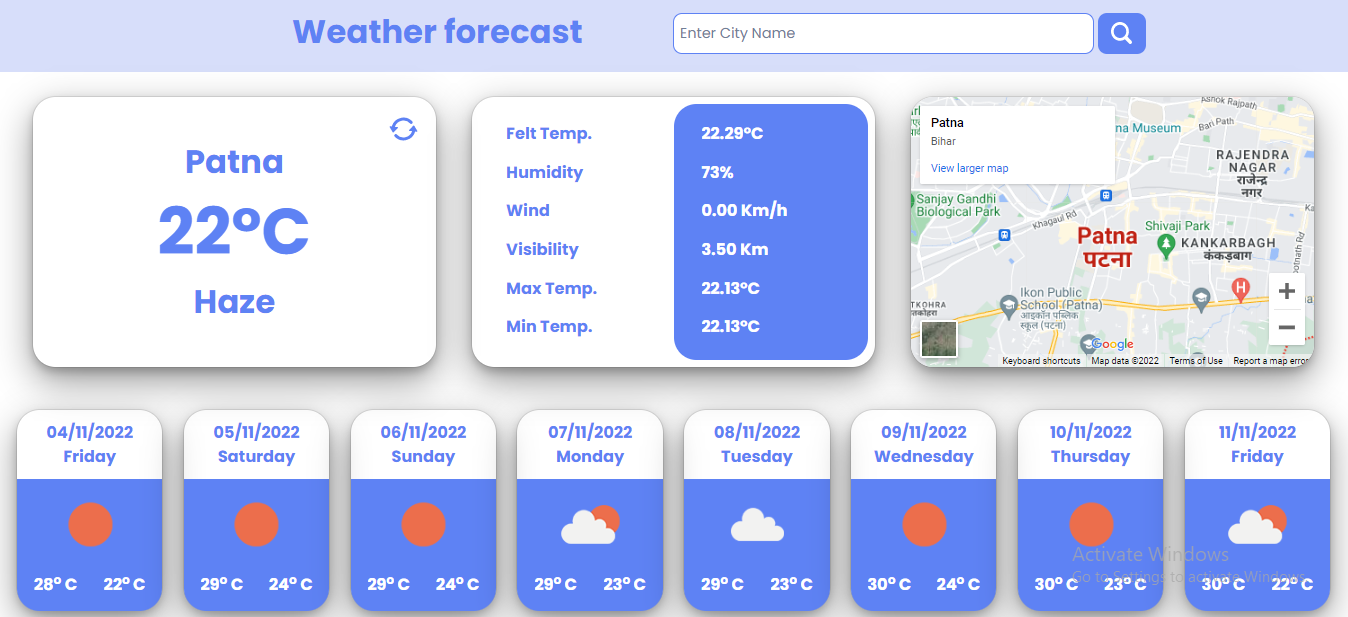 Weather forecast
Enter City Name
Patna
22°C
Haze
Felt Temp. 22.29°C
Humidity 73%
Wind 0.00 Km/h
Visibility 3.50 Km
Max Temp. 22.13°C
Min Temp. 22.13°C
Patna
Bihar
View larger map
Ashok Rajpath
Bari Path
na Museum
RAJENDRA
NAGAR
राजेन्द्र
नगर
Sanjay Gandhi
Biological Park
Khagaul Rd
Shivaji Park
Patna
पटना
KANKARBAGH
कंकड़बाग
Ikon Public
School (Patna)
आइकॉन पब्लिक
स्कूल (पटना)
TKOHRA
H
Google
Keyboard shortcuts Map data ©2022 Terms of Use Report a map error
04/11/2022 05/11/2022 06/11/2022 07/11/2022 08/11/2022 09/11/2022 10/11/2022 11/11/2022
Friday Saturday Sunday Monday Tuesday Wednesday Thursday Friday
Activate Windows
Go to Settings to activate Windows.
28° C 22° C 29° C 24° C 29° C 24° C 29° C 23° C 29° C 23° C 30° C 24° C 30° C 23° C 30° C 22° C